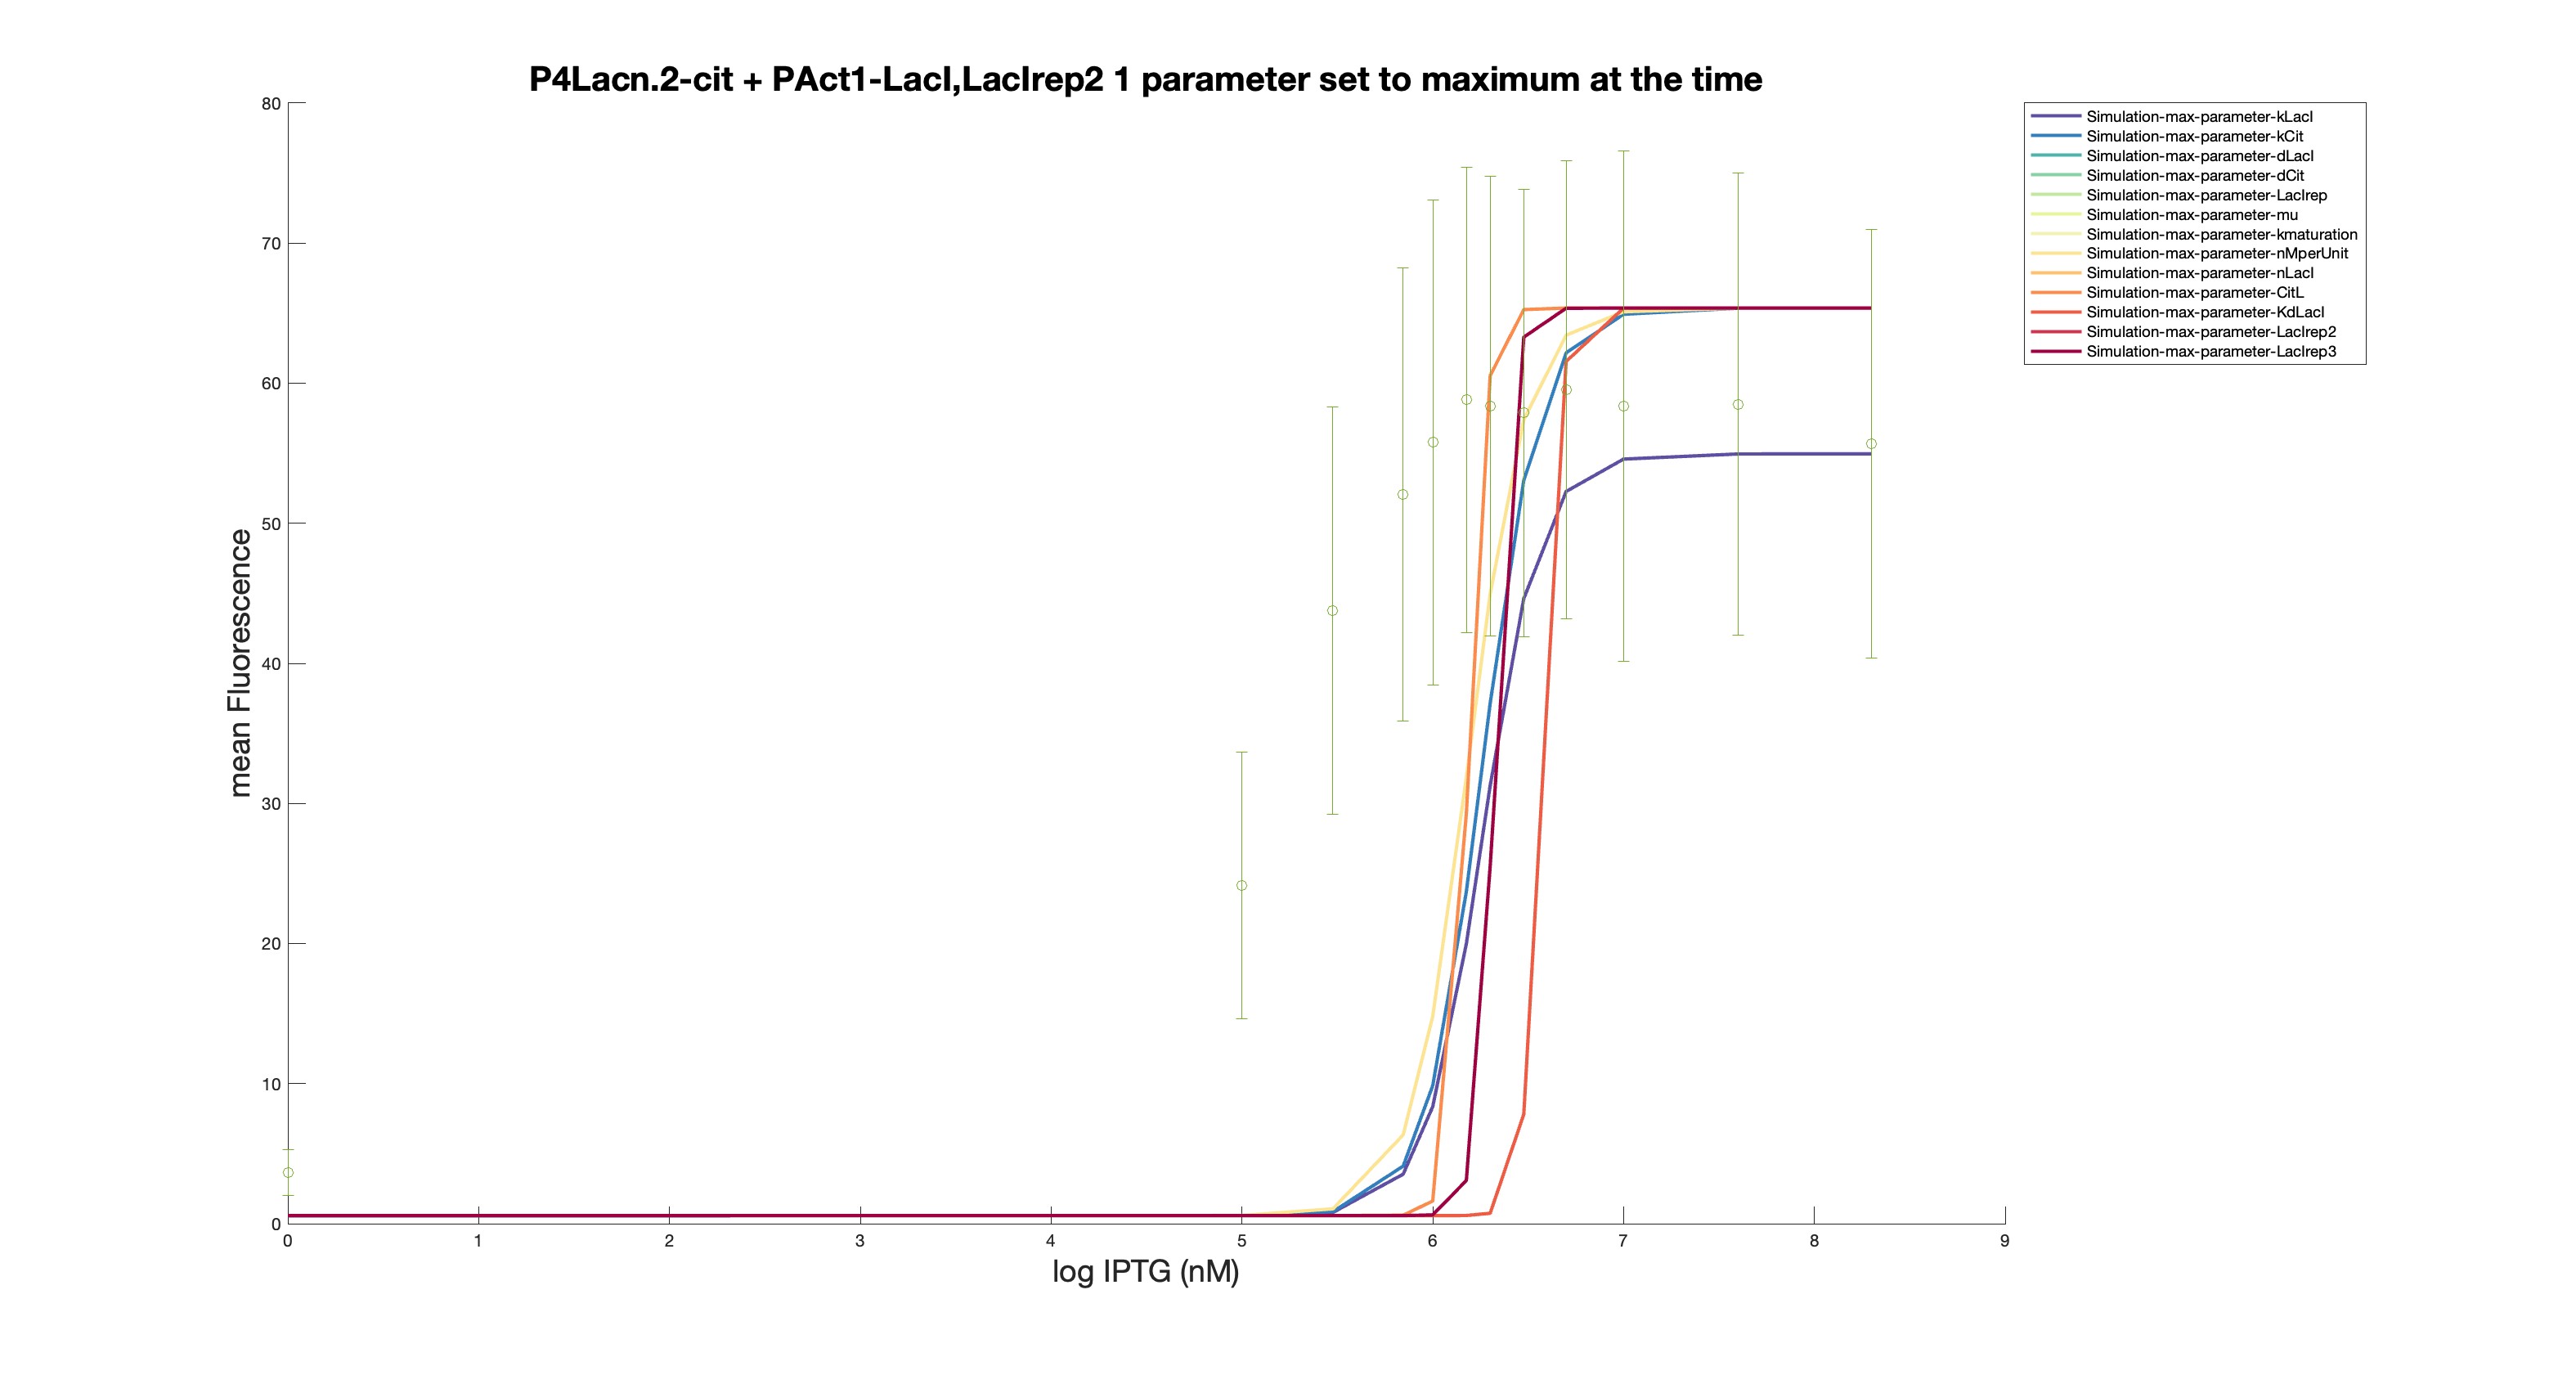 P4Lacn.2-cit + PAct1-LacI,LacIrep2 1 parameter set to maximum at the time
80
70
60
50
40
30
20
10
0
mean Fluorescence
0 1 2 3 4 5 6 7 8 9
log IPTG (nM)
Simulation-max-parameter-kLacI
Simulation-max-parameter-kCit
Simulation-max-parameter-dLacI
Simulation-max-parameter-dCit
Simulation-max-parameter-LacIrep
Simulation-max-parameter-mu
Simulation-max-parameter-kmaturation
Simulation-max-parameter-nMperUnit
Simulation-max-parameter-nLacI
Simulation-max-parameter-CitL
Simulation-max-parameter-KdLacI
Simulation-max-parameter-LacIrep2
Simulation-max-parameter-LacIrep3